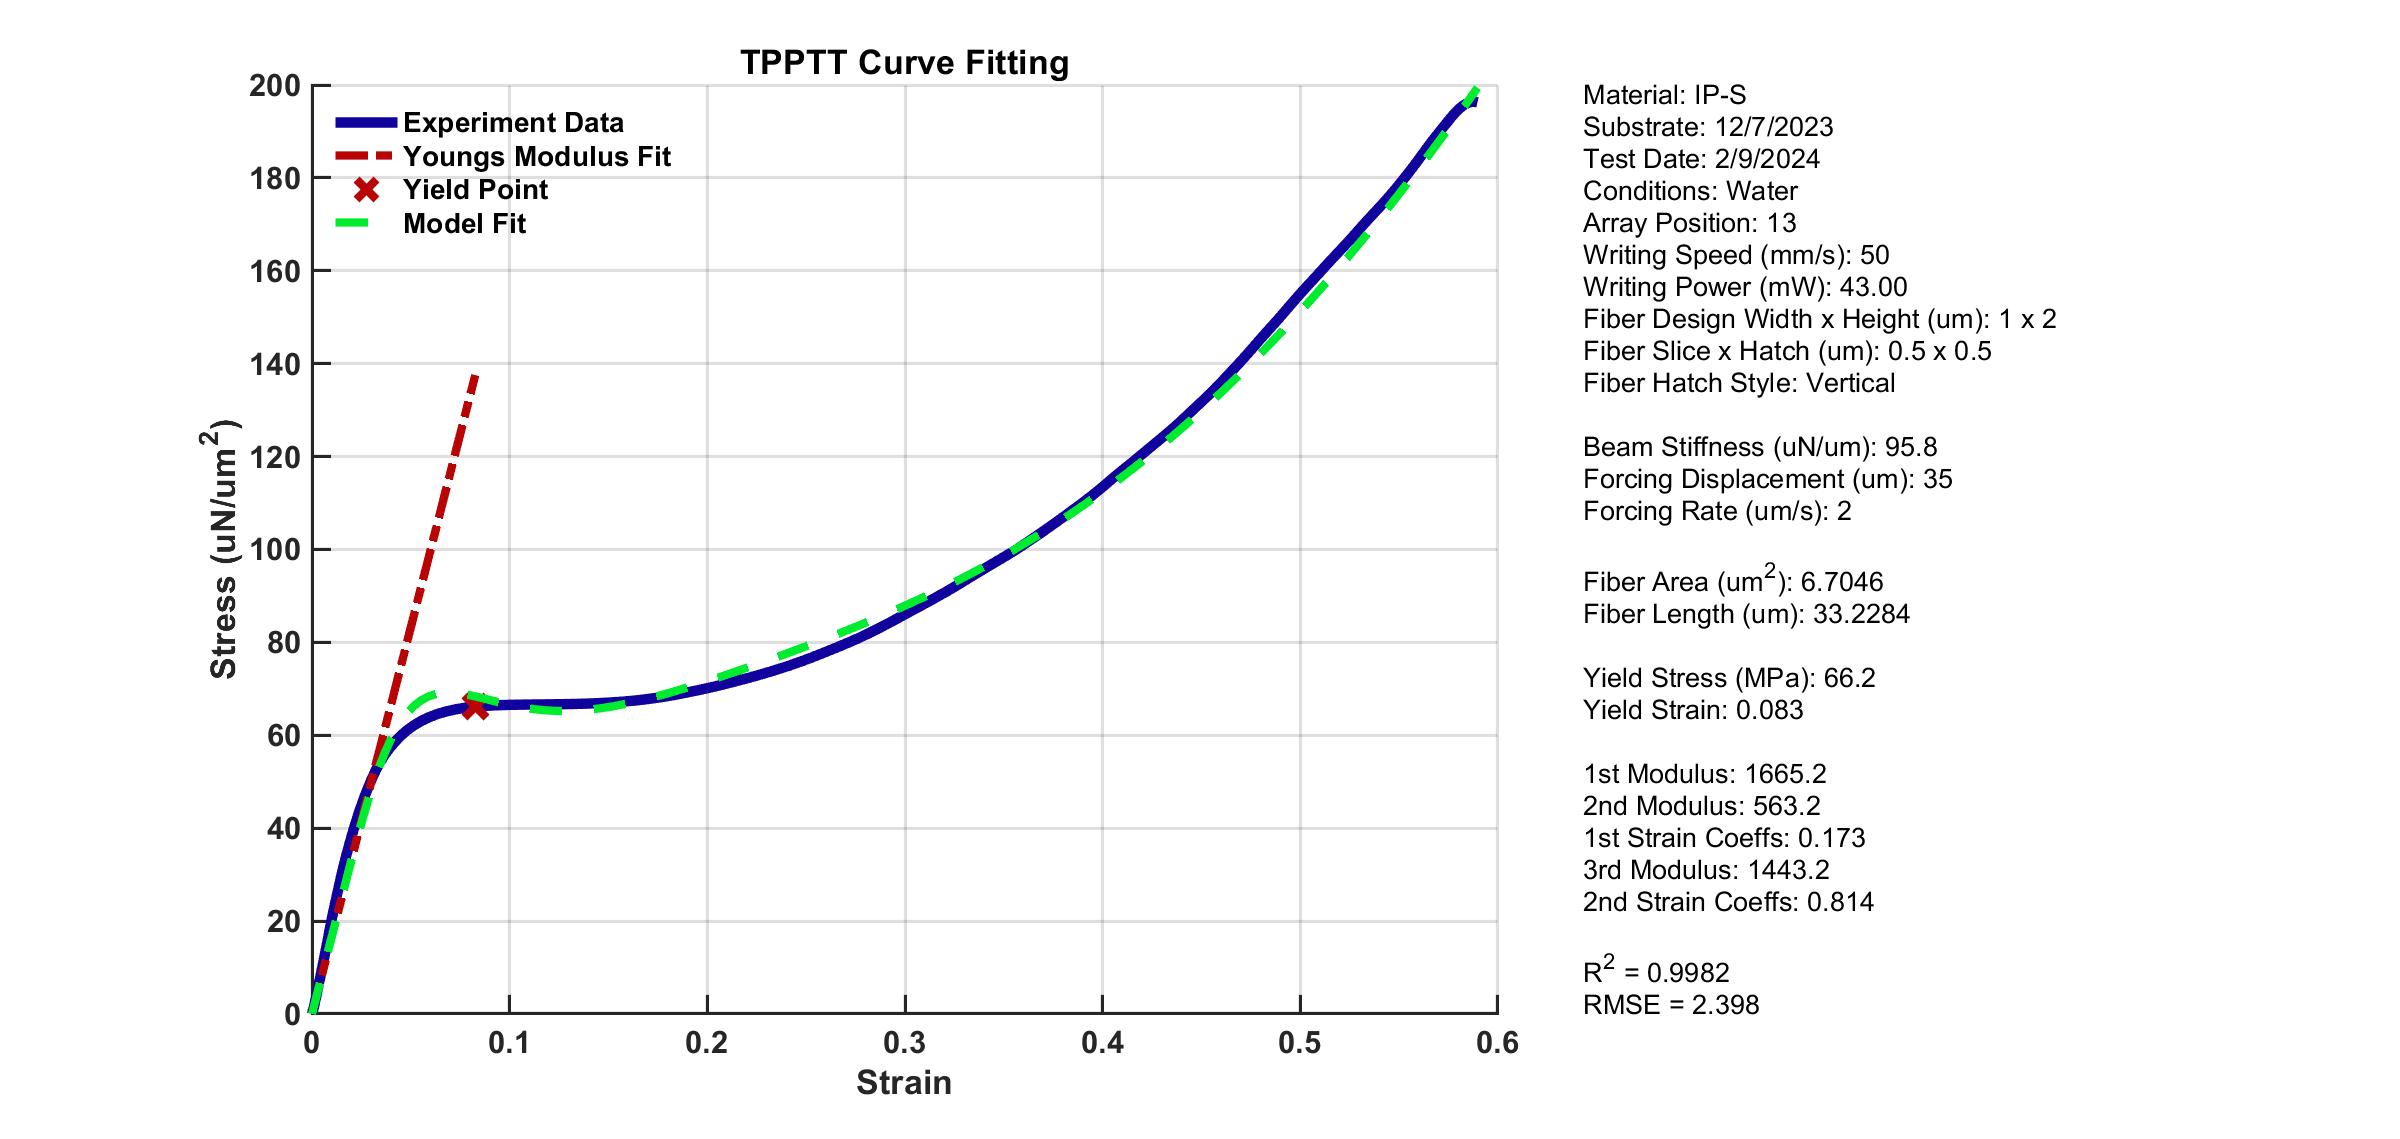 TPPTT Curve Fitting
200
180
160
140
120
100
80
60
40
20
0
0 0.1 0.2 0.3 0.4 0.5 0.6
Strain
Stress (uN/um²)
Experiment Data
Youngs Modulus Fit
Yield Point
Model Fit
Material: IP-S
Substrate: 12/7/2023
Test Date: 2/9/2024
Conditions: Water
Array Position: 13
Writing Speed (mm/s): 50
Writing Power (mW): 43.00
Fiber Design Width x Height (um): 1 x 2
Fiber Slice x Hatch (um): 0.5 x 0.5
Fiber Hatch Style: Vertical
Beam Stiffness (uN/um): 95.8
Forcing Displacement (um): 35
Forcing Rate (um/s): 2
Fiber Area (um²): 6.7046
Fiber Length (um): 33.2284
Yield Stress (MPa): 66.2
Yield Strain: 0.083
1st Modulus: 1665.2
2nd Modulus: 563.2
1st Strain Coeffs: 0.173
3rd Modulus: 1443.2
2nd Strain Coeffs: 0.814
R² = 0.9982
RMSE = 2.398